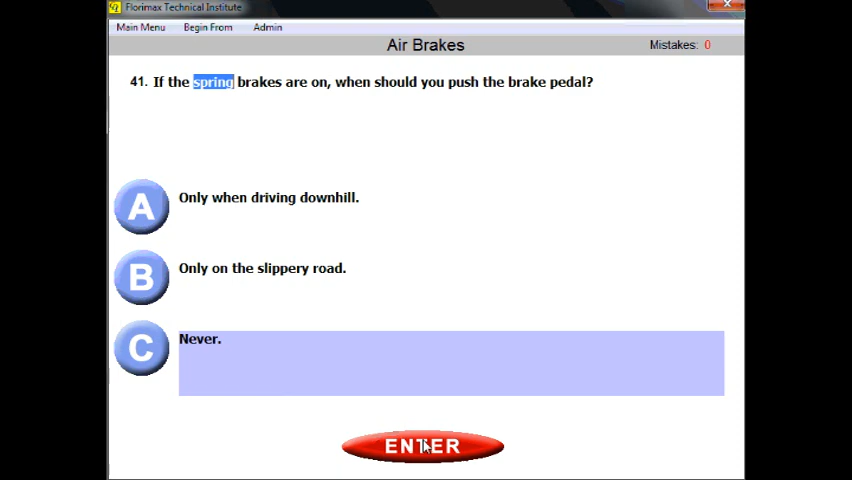 Florimax Technical Institute
Main Menu Begin From Admin
Air Brakes Mistakes: 0
41. If the spring brakes are on, when should you push the brake pedal?
A Only when driving downhill.
B Only on the slippery road.
C Never.
ENTER